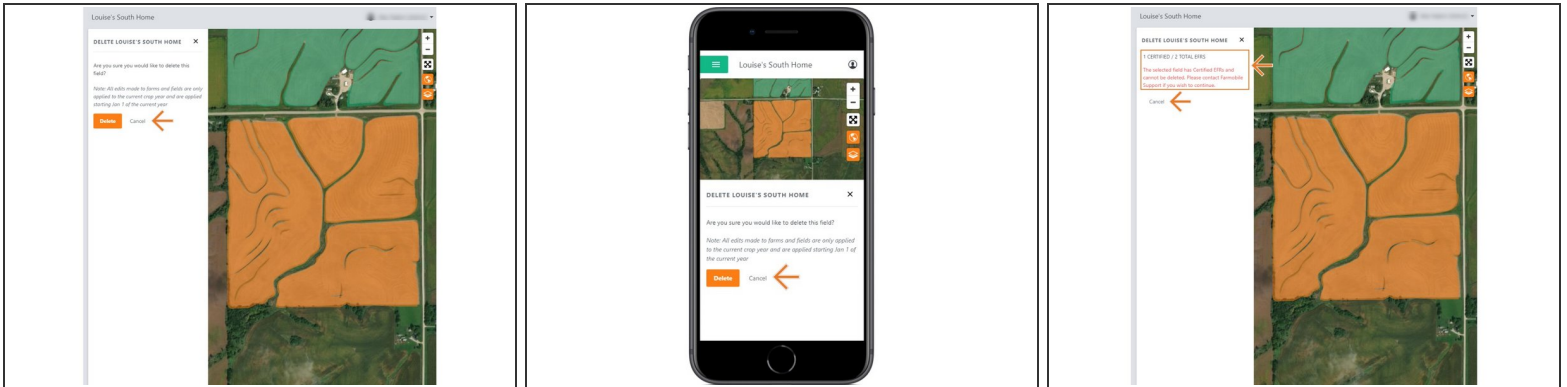 Louise's South Home
DELETE LOUISE'S SOUTH HOME ×
Are you sure you would like to delete this
field?
Note: All edits made to farms and fields are only
applied to the current crop year and are applied
starting Jan 1 of the current year
Delete Cancel
+
−
Louise's South Home
+
−
DELETE LOUISE'S SOUTH HOME ×
Are you sure you would like to delete this field?
Note: All edits made to farms and fields are only applied
to the current crop year and are applied starting Jan 1 of
the current year
Delete Cancel
Louise's South Home
DELETE LOUISE'S SOUTH HOME ×
1 CERTIFIED / 2 TOTAL EFRS
The selected field has Certified EFRs and
cannot be deleted. Please contact Farmobile
Support if you wish to continue.
Cancel
+
−